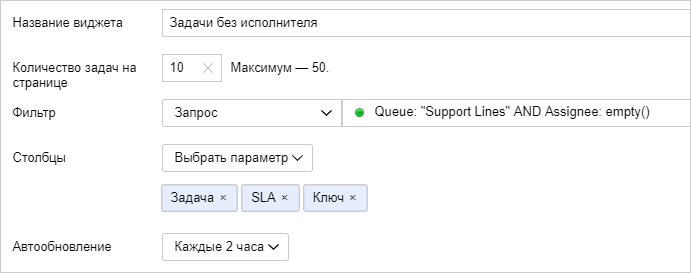 Название виджета Задачи без исполнителя
Количество задач на странице 10 × Максимум — 50.
Фильтр Запрос Queue: "Support Lines" AND Assignee: empty()
Столбцы Выбрать параметр
Задача × SLA × Ключ ×
Автообновление Каждые 2 часа